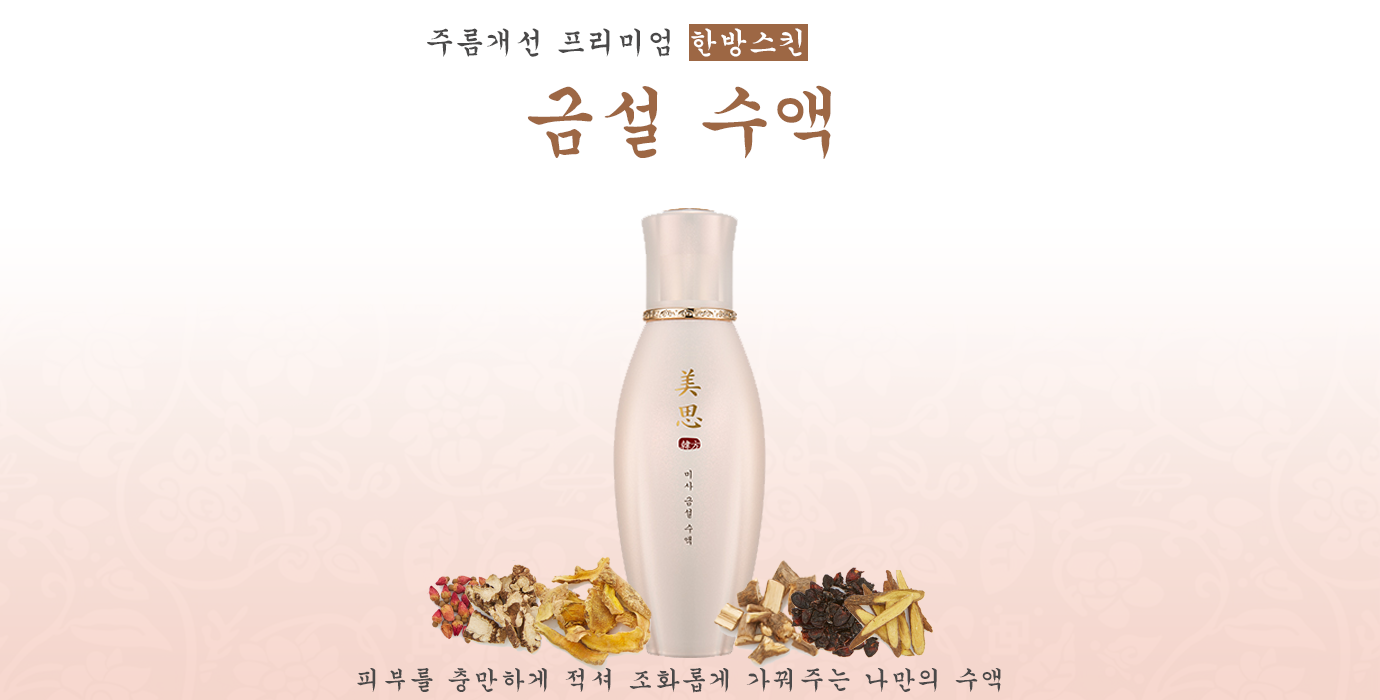 주름개선 프리미엄 한방스킨
금설 수액
美
思
韓方
미사 금설 수액
피부를 충만하게 적셔 조화롭게 가꿔주는 나만의 수액